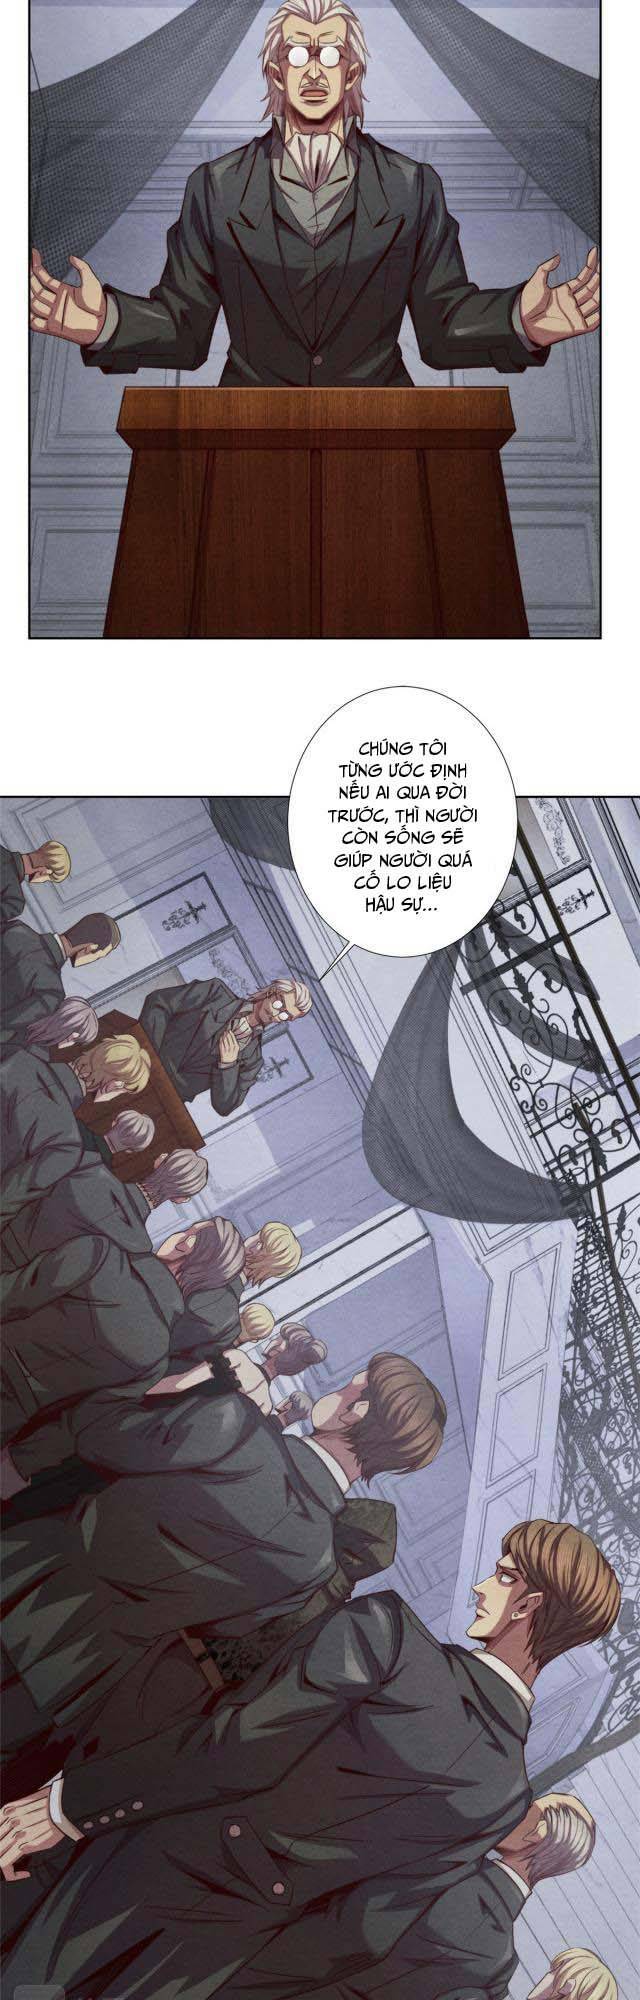 CHÚNG TÔI
TỪNG ƯỚC ĐỊNH
NẾU AI QUA ĐỜI
TRƯỚC, THÌ NGƯỜI
CÒN SỐNG SẼ
GIÚP NGƯỜI QUÁ
CỐ LO LIỆU
HẬU SỰ...